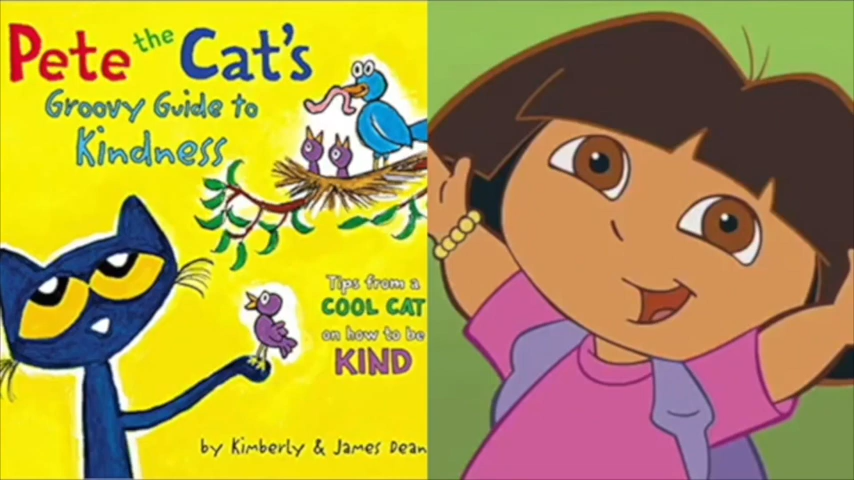 Pete the Cat's
Groovy Guide to
Kindness
Tips from a
COOL CAT
on how to be
KIND
by Kimberly & James Dean